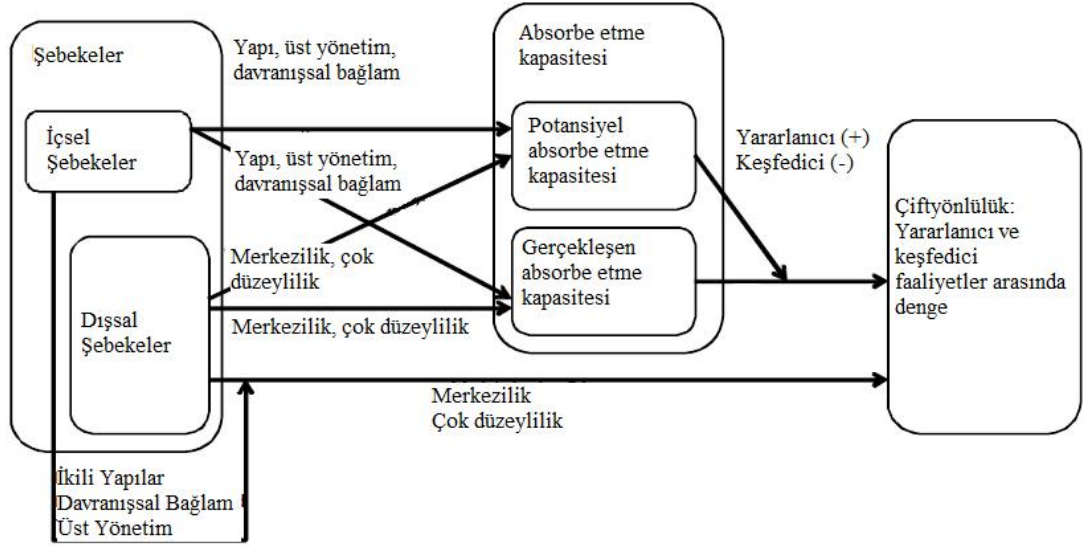 Şebekeler
İçsel
Şebekeler
Dışsal
Şebekeler
Yapı, üst yönetim,
davranışsal bağlam
Yapı, üst yönetim,
davranışsal bağlam
Merkezilik, çok
düzeylilik
Merkezilik, çok düzeylilik
Merkezilik
Çok düzeylilik
İkili Yapılar
Davranışsal Bağlam
Üst Yönetim
Absorbe etme
kapasitesi
Potansiyel
absorbe etme
kapasitesi
Gerçekleşen
absorbe etme
kapasitesi
Yararlanıcı (+)
Keşfedici (-)
Çiftyönlülük:
Yararlanıcı ve
keşfedici
faaliyetler arasında
denge